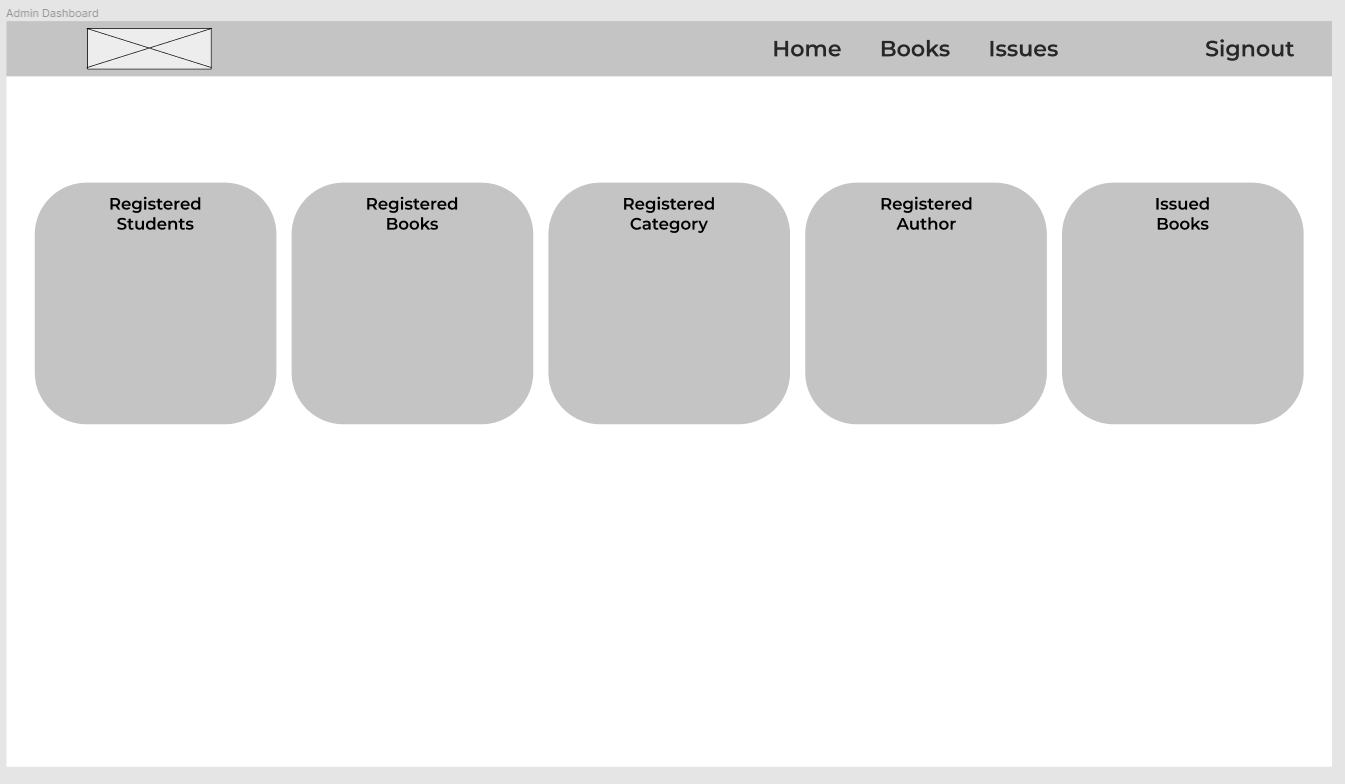 Admin Dashboard
Home Books Issues Signout
Registered
Students
Registered
Books
Registered
Category
Registered
Author
Issued
Books